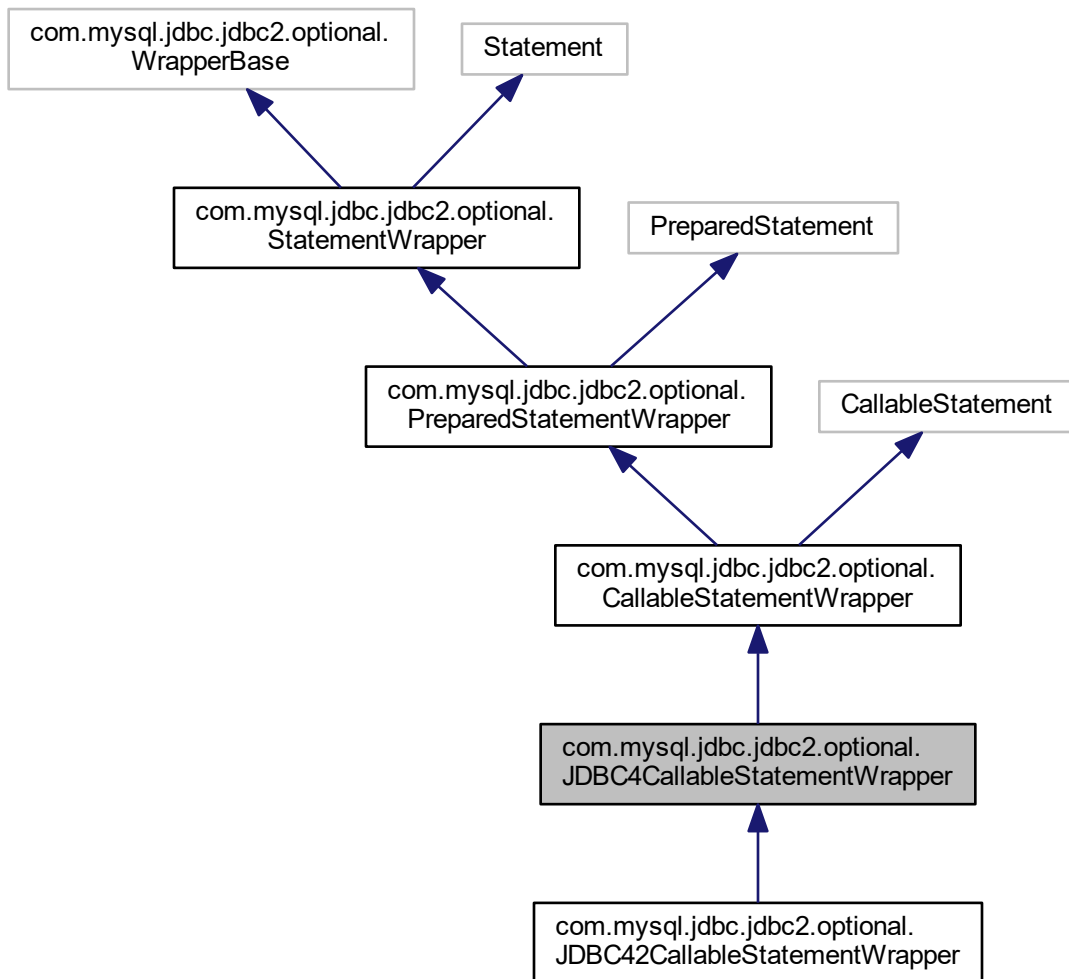 com.mysql.jdbc.jdbc2.optional.
WrapperBase
Statement
com.mysql.jdbc.jdbc2.optional.
StatementWrapper
PreparedStatement
com.mysql.jdbc.jdbc2.optional.
PreparedStatementWrapper
CallableStatement
com.mysql.jdbc.jdbc2.optional.
CallableStatementWrapper
com.mysql.jdbc.jdbc2.optional.
JDBC4CallableStatementWrapper
com.mysql.jdbc.jdbc2.optional.
JDBC42CallableStatementWrapper